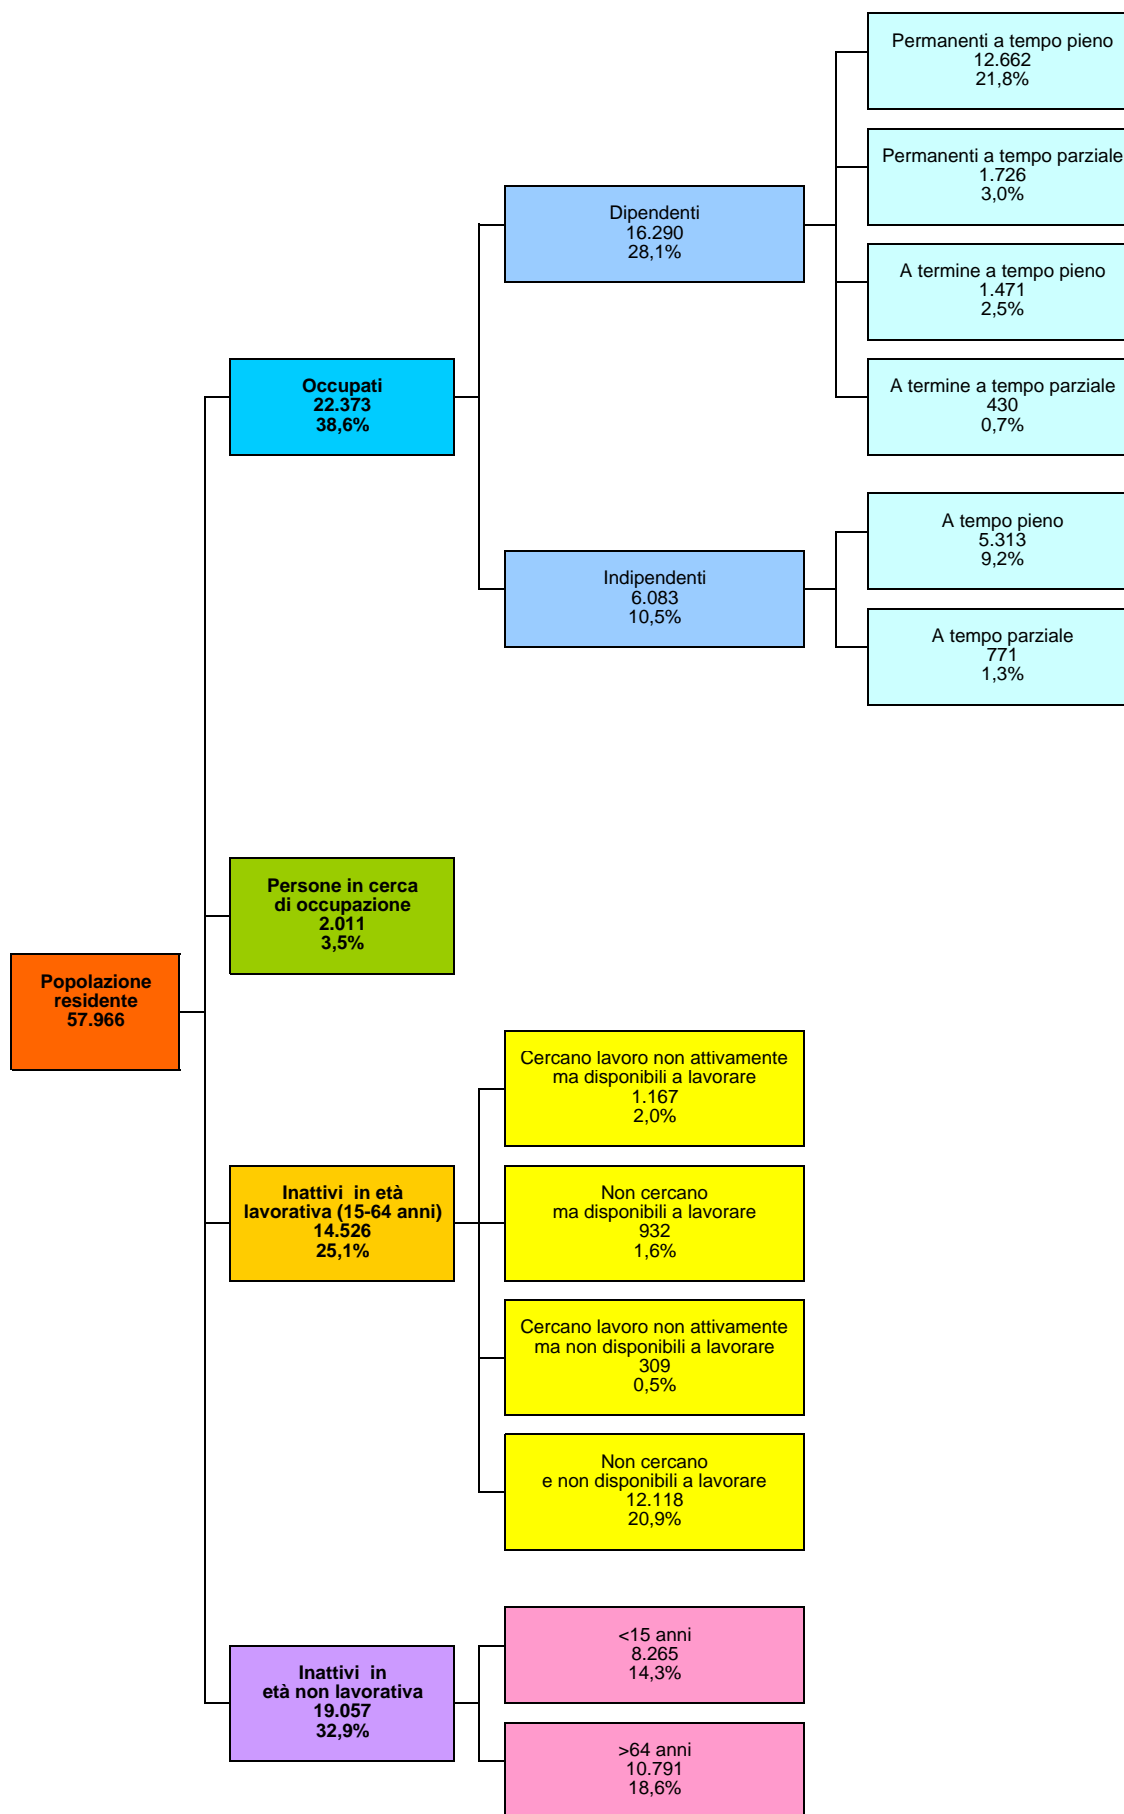 Popolazione
residente
57.966
Occupati
22.373
38,6%
Dipendenti
16.290
28,1%
Permanenti a tempo pieno
12.662
21,8%
Permanenti a tempo parziale
1.726
3,0%
A termine a tempo pieno
1.471
2,5%
A termine a tempo parziale
430
0,7%
Indipendenti
6.083
10,5%
A tempo pieno
5.313
9,2%
A tempo parziale
771
1,3%
Persone in cerca
di occupazione
2.011
3,5%
Inattivi in età
lavorativa (15-64 anni)
14.526
25,1%
Cercano lavoro non attivamente
ma disponibili a lavorare
1.167
2,0%
Non cercano
ma disponibili a lavorare
932
1,6%
Cercano lavoro non attivamente
ma non disponibili a lavorare
309
0,5%
Non cercano
e non disponibili a lavorare
12.118
20,9%
Inattivi in
età non lavorativa
19.057
32,9%
<15 anni
8.265
14,3%
>64 anni
10.791
18,6%